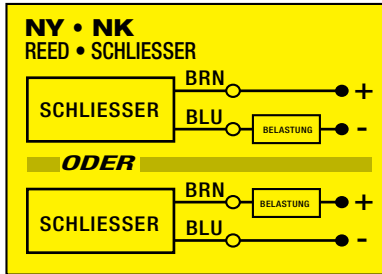 NY • NK
REED • SCHLIESSER
BRN
+
SCHLIESSER
BLU
BELASTUNG
-
ODER
BRN
BELASTUNG
+
SCHLIESSER
BLU
-